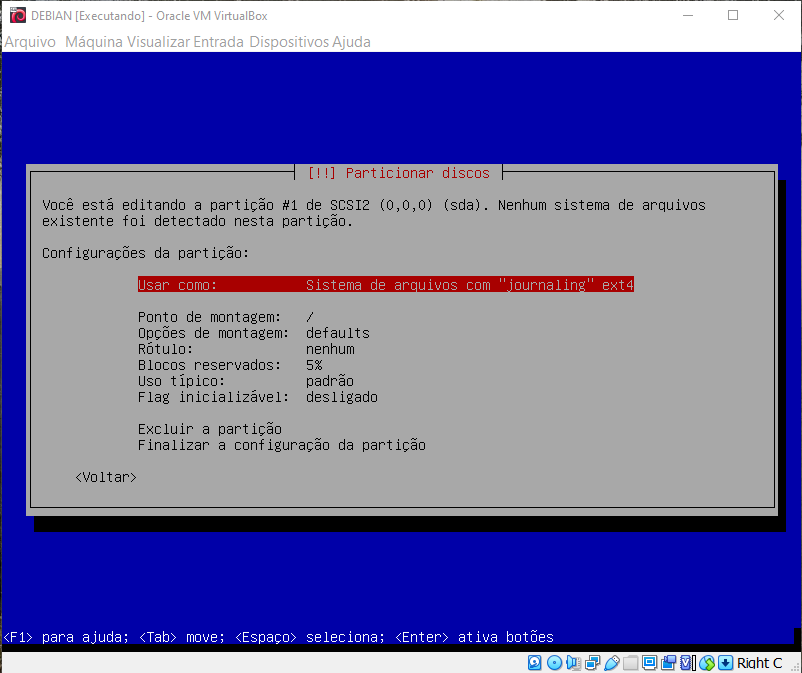 DEBIAN [Executando] - Oracle VM VirtualBox
Arquivo Máquina Visualizar Entrada Dispositivos Ajuda
[!!] Particionar discos
Você está editando a partição #1 de SCSI2 (0,0,0) (sda). Nenhum sistema de arquivos
existente foi detectado nesta partição.
Configurações da partição:
Usar como: Sistema de arquivos com "journaling" ext4
Ponto de montagem: /
Opções de montagem: defaults
Rótulo: nenhum
Blocos reservados: 5%
Uso típico: padrão
Flag inicializável: desligado
Excluir a partição
Finalizar a configuração da partição
<Voltar>
<F1> para ajuda; <Tab> move; <Espaço> seleciona; <Enter> ativa botões
Right C